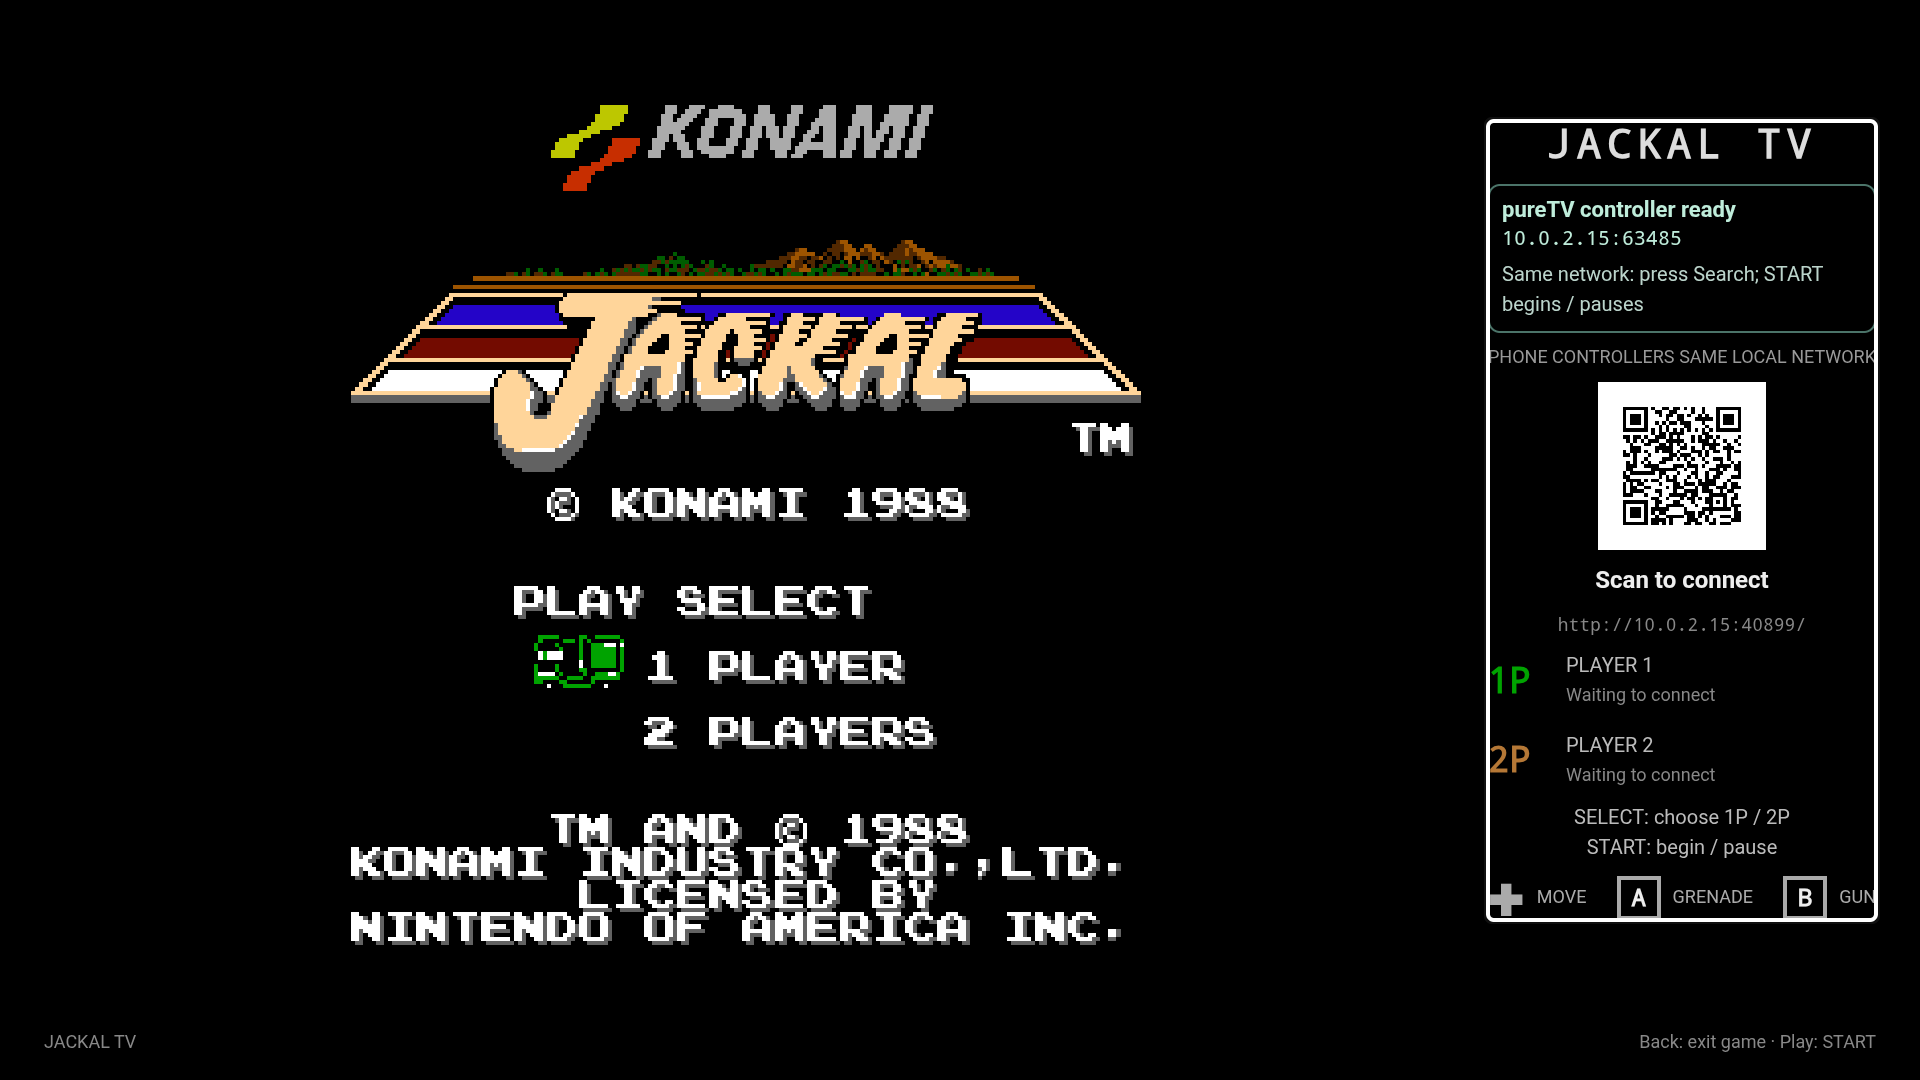 KONAMI
JACKAL
TM
© KONAMI 1988
PLAY SELECT
1 PLAYER
2 PLAYERS
TM AND © 1988
KONAMI INDUSTRY CO.,LTD.
LICENSED BY
NINTENDO OF AMERICA INC.
JACKAL TV
pureTV controller ready
10.0.2.15:63485
Same network: press Search; START
begins / pauses
PHONE CONTROLLERS SAME LOCAL NETWORK
Scan to connect
http://10.0.2.15:40899/
1P PLAYER 1
Waiting to connect
2P PLAYER 2
Waiting to connect
SELECT: choose 1P / 2P
START: begin / pause
MOVE A GRENADE B GUN
JACKAL TV
Back: exit game · Play: START